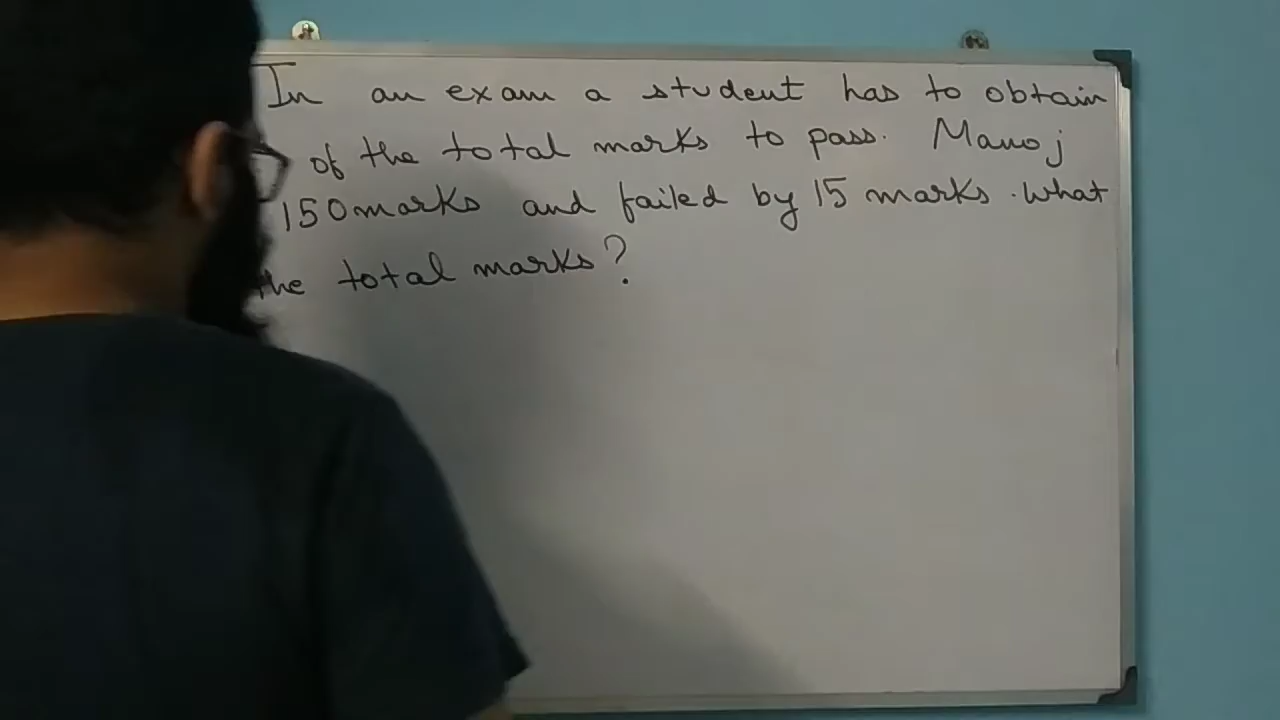 In an exam a student has to obtain
of the total marks to pass. Manoj
150 marks and failed by 15 marks. What
the total marks?